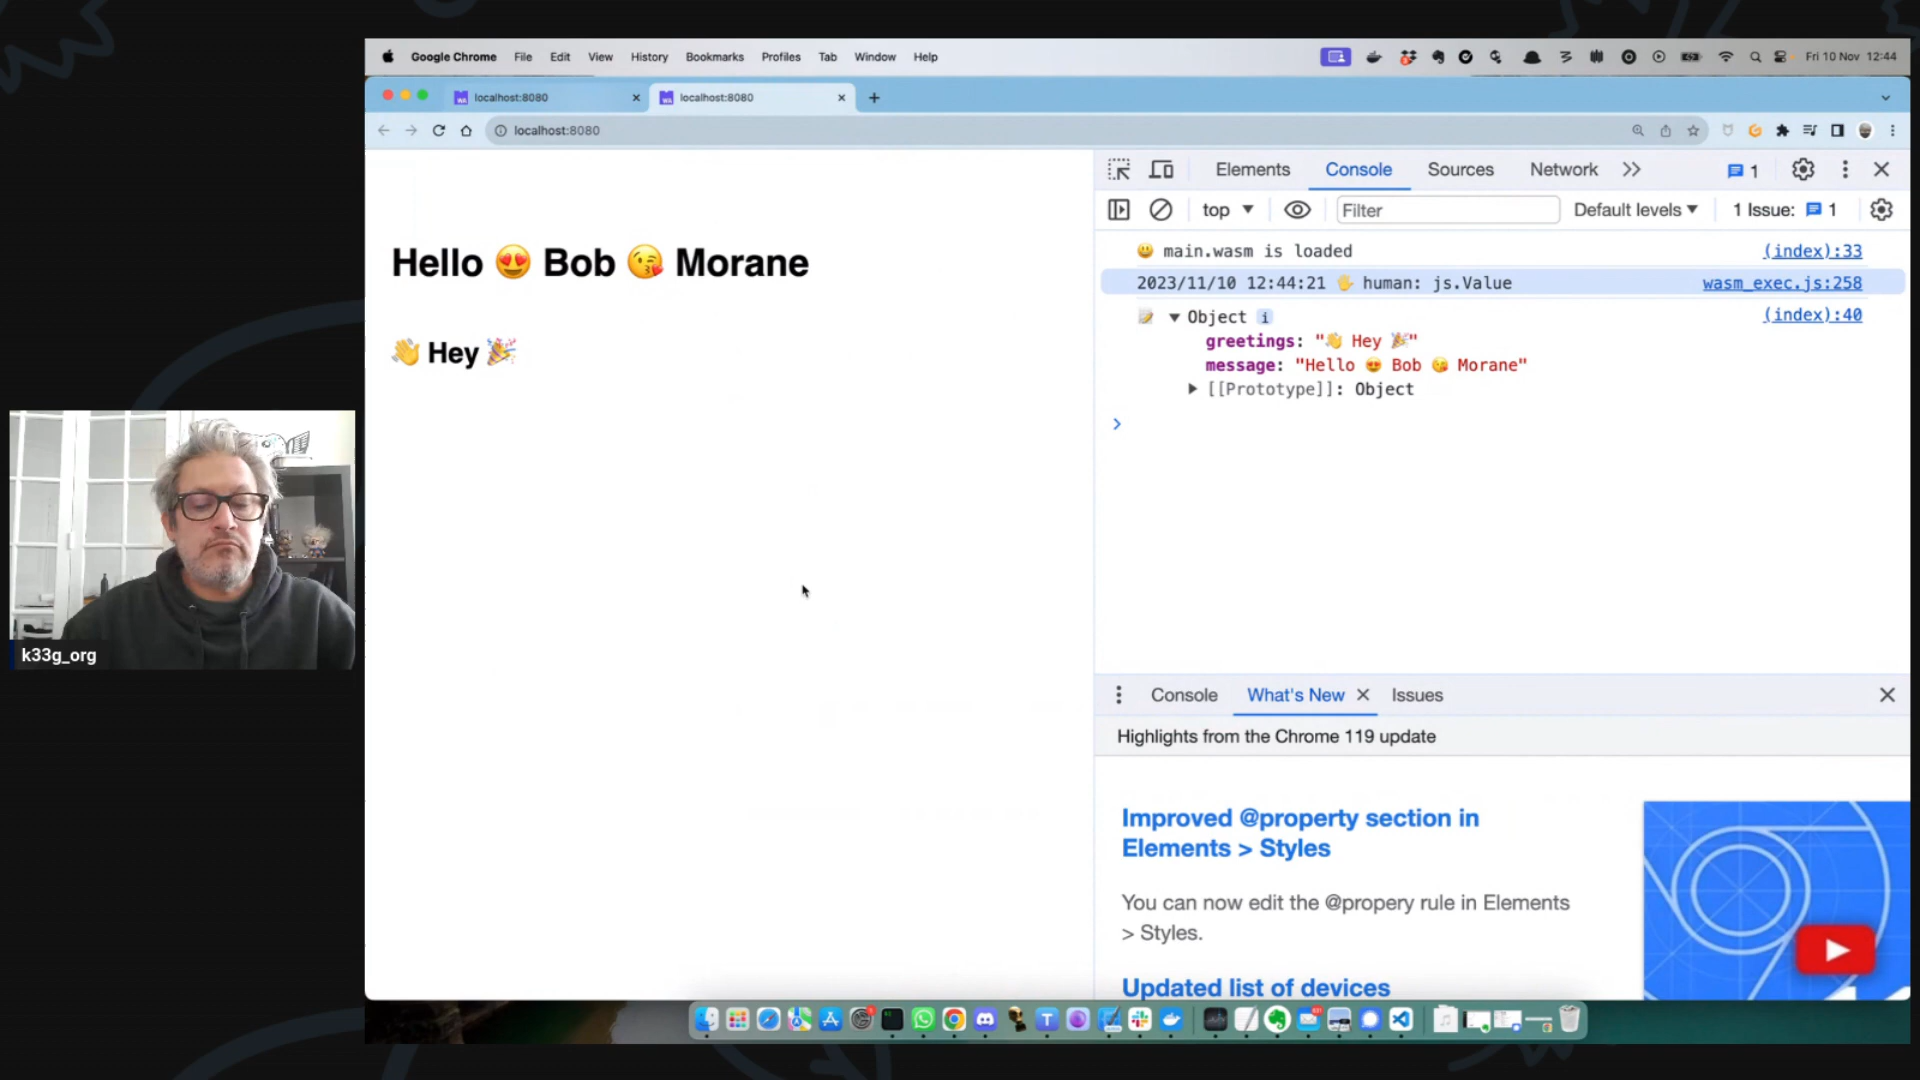 Google Chrome File Edit View History Bookmarks Profiles Tab Window Help Fri 10 Nov 12:44
localhost:8080 localhost:8080
localhost:8080
Elements Console Sources Network 1
top Filter Default levels 1 Issue: 1
Hello 😍 Bob 😘 Morane
👋 Hey 🎉
😃 main.wasm is loaded (index):33
2023/11/10 12:44:21 🖐 human: js.Value wasm_exec.js:258
📝 ▼ Object i (index):40
greetings: "👋 Hey 🎉"
message: "Hello 😍 Bob 😘 Morane"
▶ [[Prototype]]: Object
>
k33g_org
Console What's New Issues
Highlights from the Chrome 119 update
Improved @property section in
Elements > Styles
You can now edit the @propery rule in Elements
> Styles.
Updated list of devices